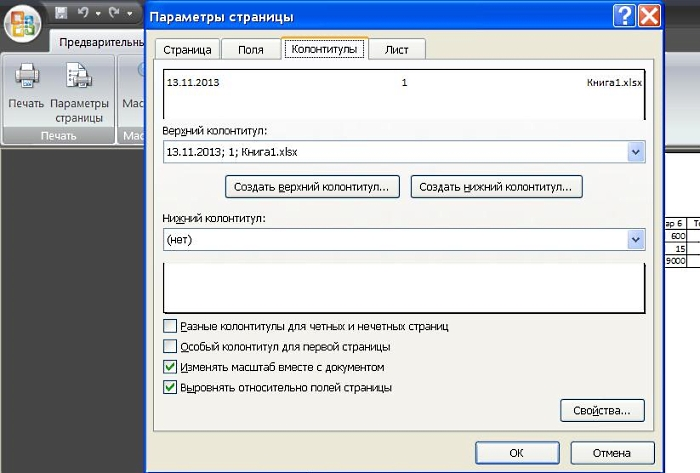 Параметры страницы
Предварительны
Страница Поля Колонтитулы Лист
Печать Параметры страницы
Мас
Печать
Мас
13.11.2013 1 Книга1.xlsx
Верхний колонтитул:
13.11.2013; 1; Книга1.xlsx
Создать верхний колонтитул... Создать нижний колонтитул...
Нижний колонтитул:
(нет)
ар 6 То
600
15
9000
Разные колонтитулы для четных и нечетных страниц
Особый колонтитул для первой страницы
Изменять масштаб вместе с документом
Выровнять относительно полей страницы
Свойства...
ОК Отмена